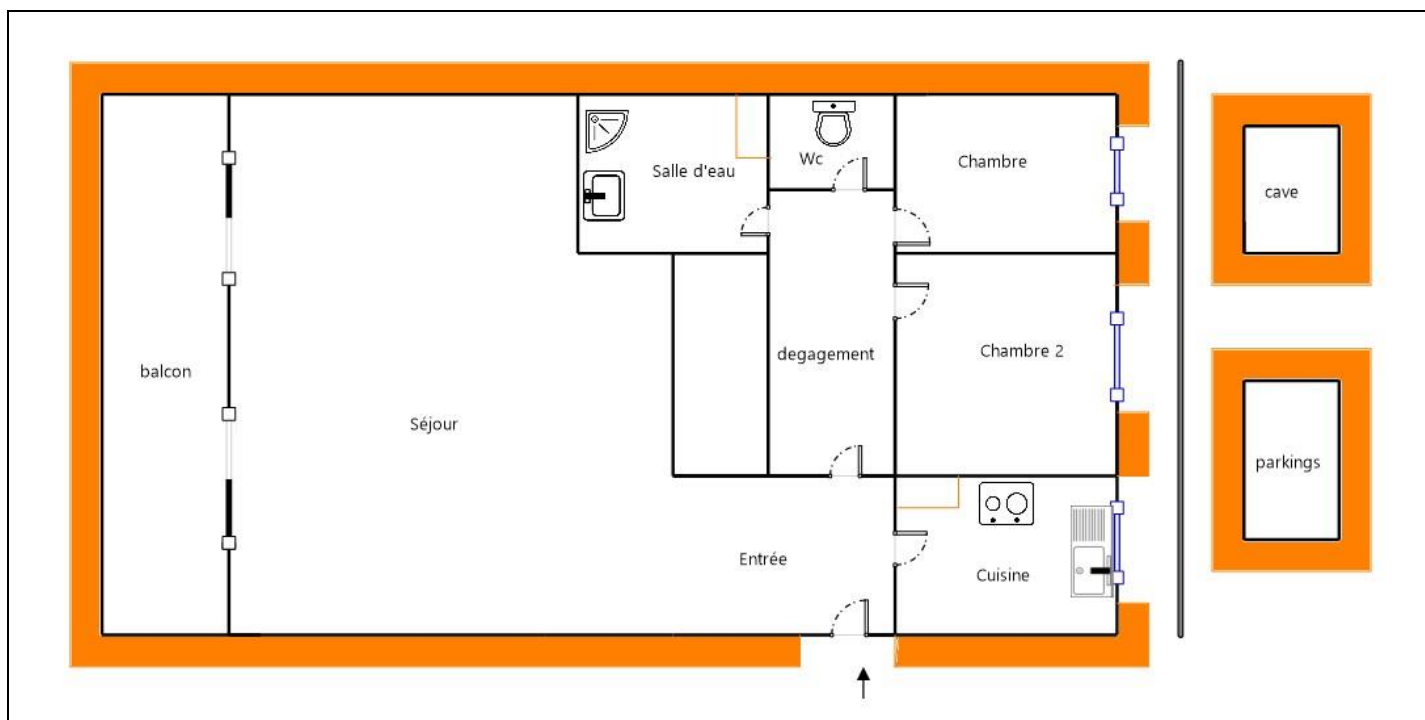 Salle d'eau
Wc
Chambre
cave
balcon
Séjour
degagement
Chambre 2
parkings
Entrée
Cuisine